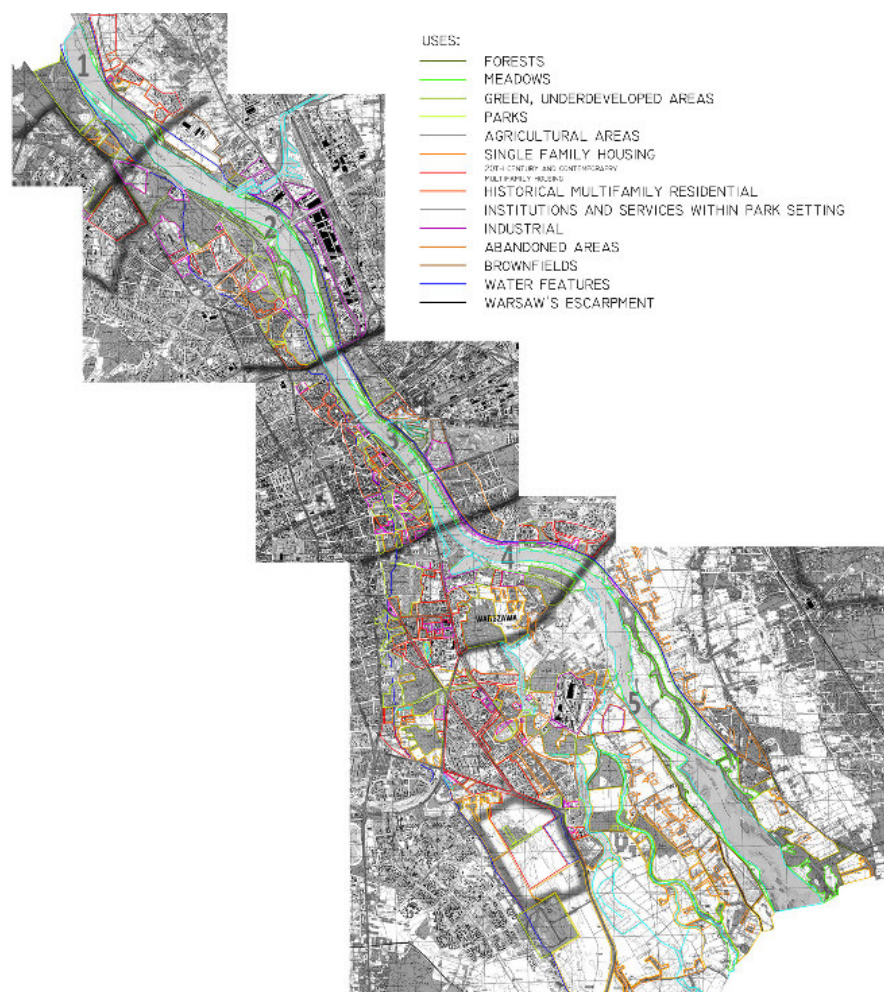 USES:
FORESTS
MEADOWS
GREEN, UNDERDEVELOPED AREAS
PARKS
AGRICULTURAL AREAS
SINGLE FAMILY HOUSING
20TH CENTURY AND CONTEMPORARY
MULTIFAMILY HOUSING
HISTORICAL MULTIFAMILY RESIDENTIAL
INSTITUTIONS AND SERVICES WITHIN PARK SETTING
INDUSTRIAL
ABANDONED AREAS
BROWNFIELDS
WATER FEATURES
WARSAW'S ESCARPMENT
1
2
3
4
WARSZAWA
5